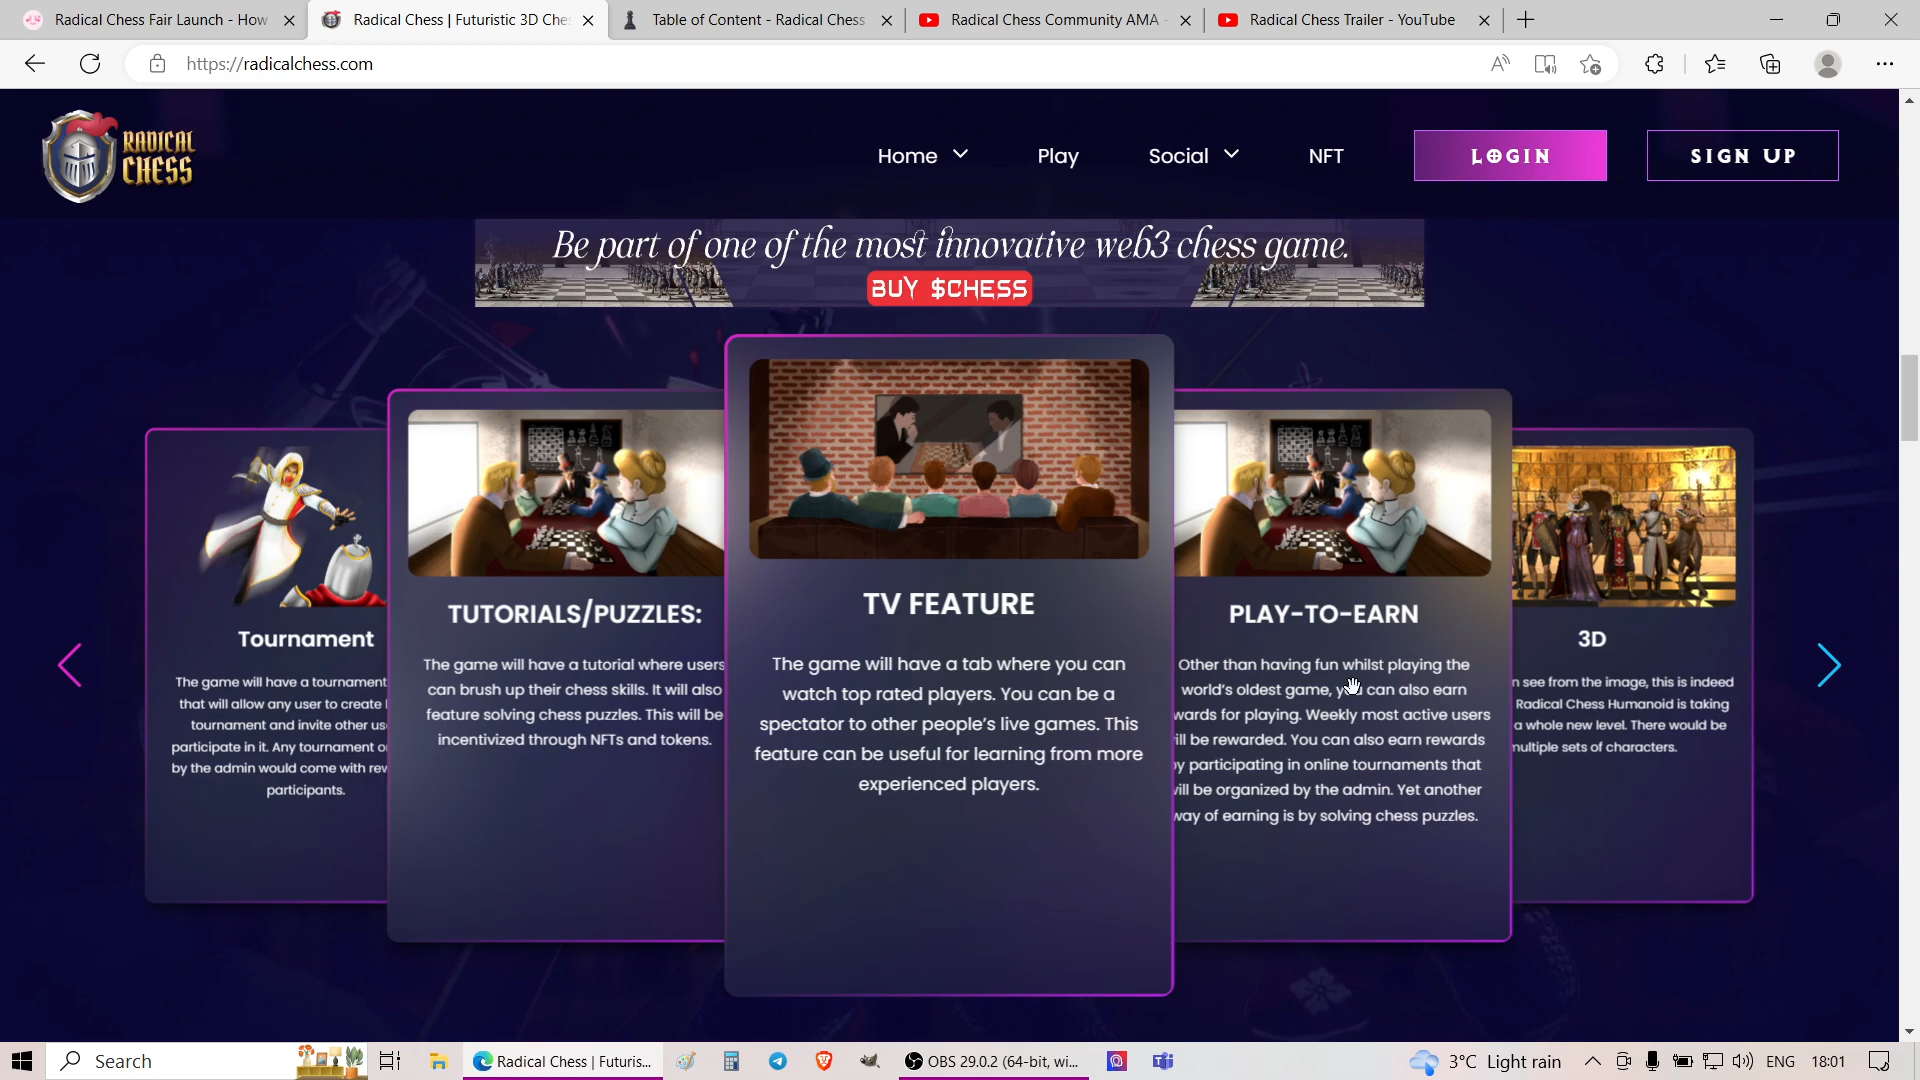 Radical Chess Fair Launch - How
Radical Chess | Futuristic 3D Che
Table of Content - Radical Chess
Radical Chess Community AMA -
Radical Chess Trailer - YouTube
https://radicalchess.com
RADICAL
CHESS
Home
Play
Social
NFT
LOGIN
SIGN UP
Be part of one of the most innovative web3 chess game.
BUY $CHESS
Tournament
The game will have a tournament
that will allow any user to create
tournament and invite other us
participate in it. Any tournament o
by the admin would come with rew
participants.
TUTORIALS/PUZZLES:
The game will have a tutorial where users
can brush up their chess skills. It will also
feature solving chess puzzles. This will be
incentivized through NFTs and tokens.
TV FEATURE
The game will have a tab where you can
watch top rated players. You can be a
spectator to other people's live games. This
feature can be useful for learning from more
experienced players.
PLAY-TO-EARN
Other than having fun whilst playing the
world's oldest game, you can also earn
wards for playing. Weekly most active users
ill be rewarded. You can also earn rewards
y participating in online tournaments that
ill be organized by the admin. Yet another
way of earning is by solving chess puzzles.
3D
n see from the image, this is indeed
Radical Chess Humanoid is taking
a whole new level. There would be
multiple sets of characters.
Search
Radical Chess | Futuris...
OBS 29.0.2 (64-bit, wi...
3°C Light rain
ENG
18:01